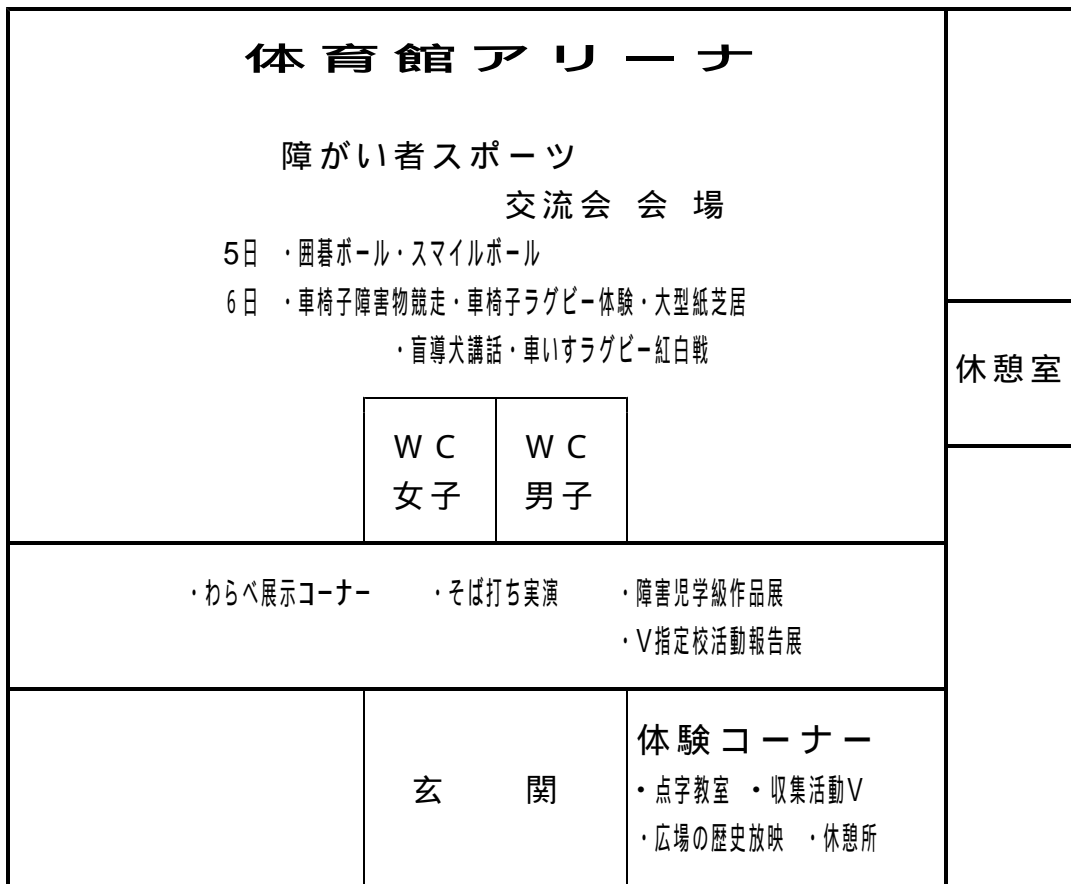 体育館アリーナ
障がい者スポーツ
交流会 会 場
5日 ・囲碁ボール・スマイルボール
6日 ・車椅子障害物競走・車椅子ラグビー体験・大型紙芝居
・盲導犬講話・車いすラグビー紅白戦
休憩室
WC
女子
WC
男子
・わらべ展示コーナー ・そば打ち実演 ・障害児学級作品展
・V指定校活動報告展
玄 関
体験コーナー
・点字教室 ・収集活動V
・広場の歴史放映 ・休憩所